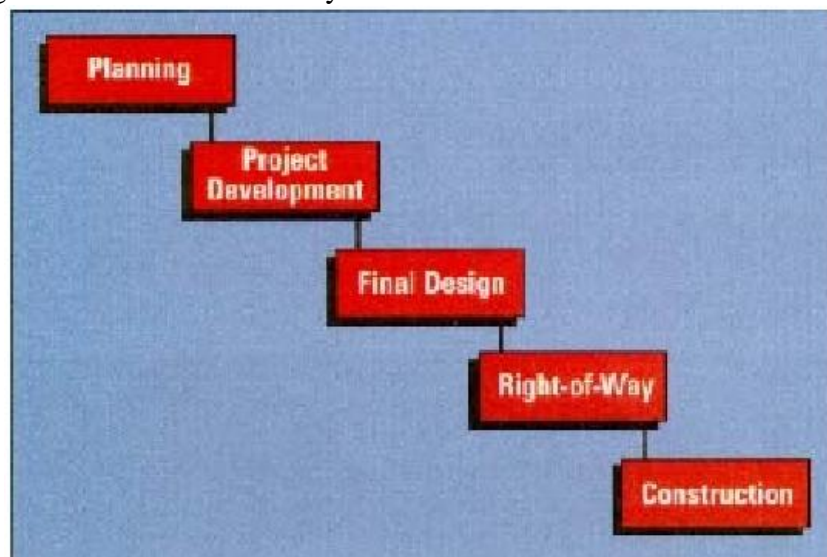 Planning
Project
Development
Final Design
Right-of-Way
Construction